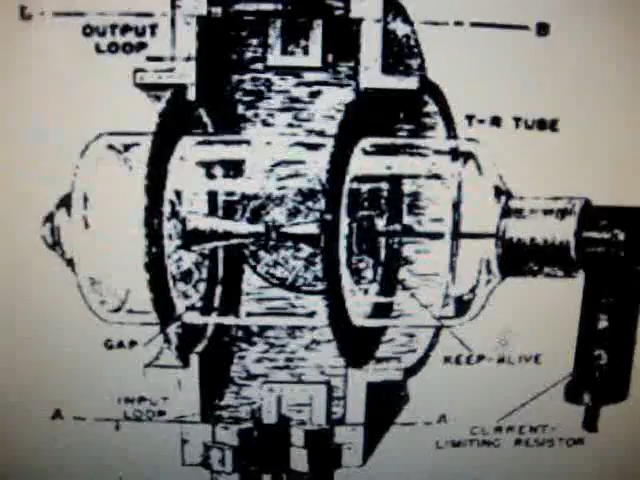 B
OUTPUT
LOOP
T-R TUBE
GAP
KEEP-ALIVE
INPUT
LOOP
A
A
CURRENT-
LIMITING RESISTOR